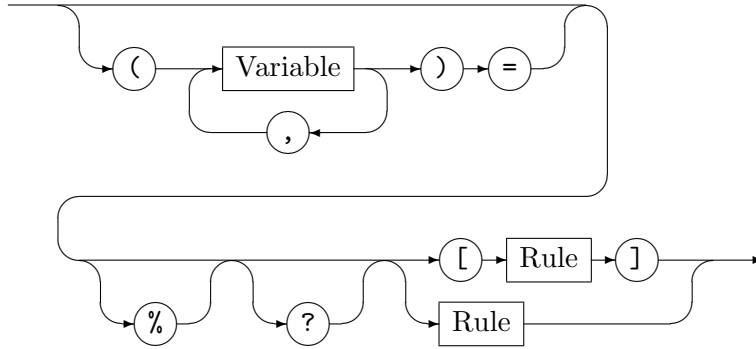 ( Variable ) =
,
[ Rule ]
% ? Rule